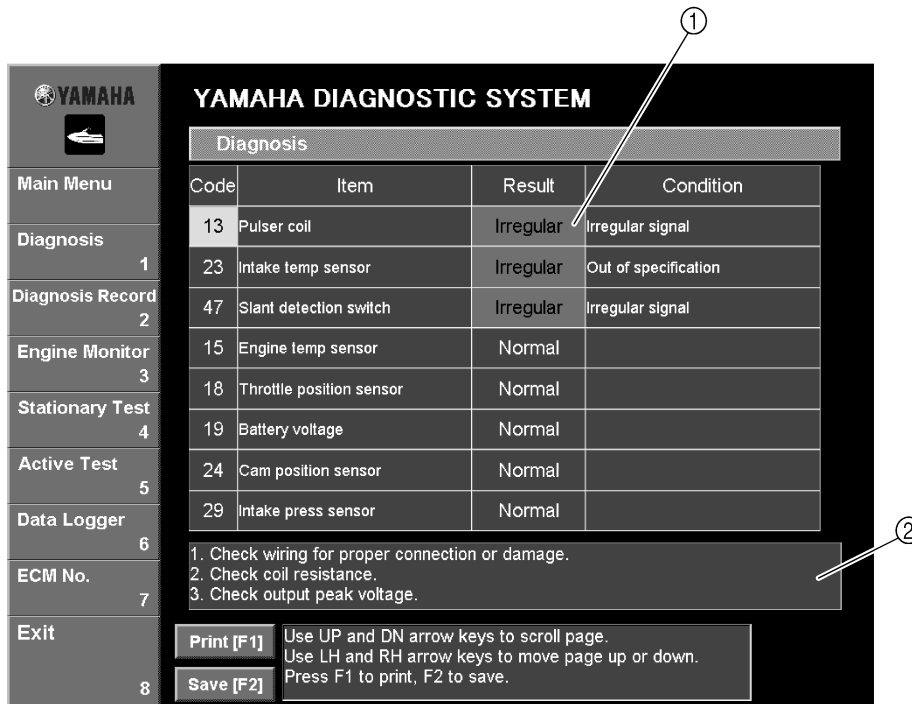 ①
YAMAHA
YAMAHA DIAGNOSTIC SYSTEM
Diagnosis
Main Menu
Diagnosis
1
Diagnosis Record
2
Engine Monitor
3
Stationary Test
4
Active Test
5
Data Logger
6
ECM No.
7
Exit
8
Code Item Result Condition
13 Pulser coil Irregular Irregular signal
23 Intake temp sensor Irregular Out of specification
47 Slant detection switch Irregular Irregular signal
15 Engine temp sensor Normal
18 Throttle position sensor Normal
19 Battery voltage Normal
24 Cam position sensor Normal
29 Intake press sensor Normal
②
1. Check wiring for proper connection or damage.
2. Check coil resistance.
3. Check output peak voltage.
Print [F1]
Save [F2]
Use UP and DN arrow keys to scroll page.
Use LH and RH arrow keys to move page up or down.
Press F1 to print, F2 to save.